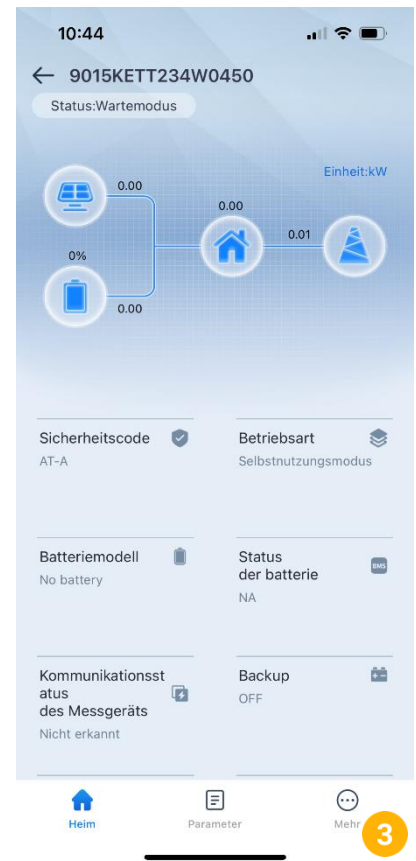 10:44
9015KETT234W0450
Status:Wartemodus
Einheit:kW
0.00
0.00
0.01
0%
0.00
Sicherheitscode
AT-A
Betriebsart
Selbstnutzungsmodus
Batteriemodell
No battery
Status
der batterie
BMS
NA
Kommunikationsst
atus
des Messgeräts
Nicht erkannt
Backup
OFF
Heim
Parameter
Mehr
3